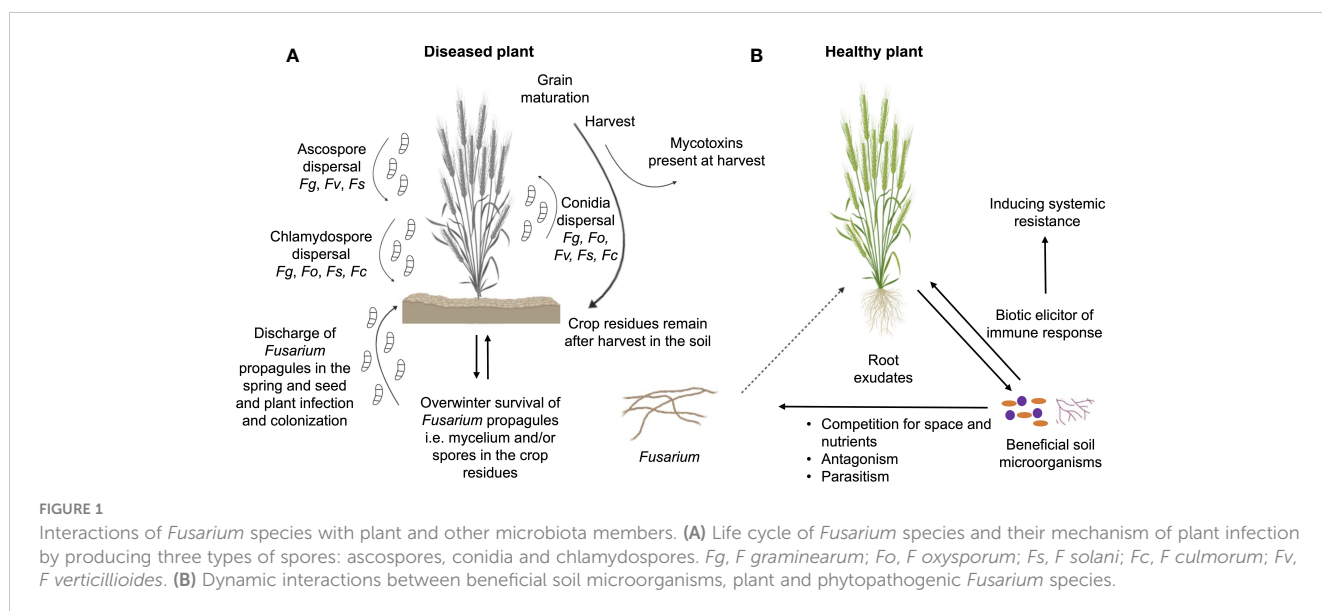 A
Diseased plant
Grain
maturation
Harvest
Mycotoxins
present at harvest
Ascospore
dispersal
Fg, Fv, Fs
Conidia
dispersal
Fg, Fo,
Fv, Fs, Fc
Chlamydospore
dispersal
Fg, Fo, Fs, Fc
Discharge of
Fusarium
propagules in the
spring and seed
and plant infection
and colonization
Crop residues remain
after harvest in the soil
Overwinter survival of
Fusarium propagules
i.e. mycelium and/or
spores in the crop
residues
B
Healthy plant
Inducing systemic
resistance
Biotic elicitor of
immune response
Root
exudates
Fusarium
• Competition for space and
nutrients
• Antagonism
• Parasitism
Beneficial soil
microorganisms
FIGURE 1
Interactions of Fusarium species with plant and other microbiota members. (A) Life cycle of Fusarium species and their mechanism of plant infection
by producing three types of spores: ascospores, conidia and chlamydospores. Fg, F graminearum; Fo, F oxysporum; Fs, F solani; Fc, F culmorum; Fv,
F verticillioides. (B) Dynamic interactions between beneficial soil microorganisms, plant and phytopathogenic Fusarium species.